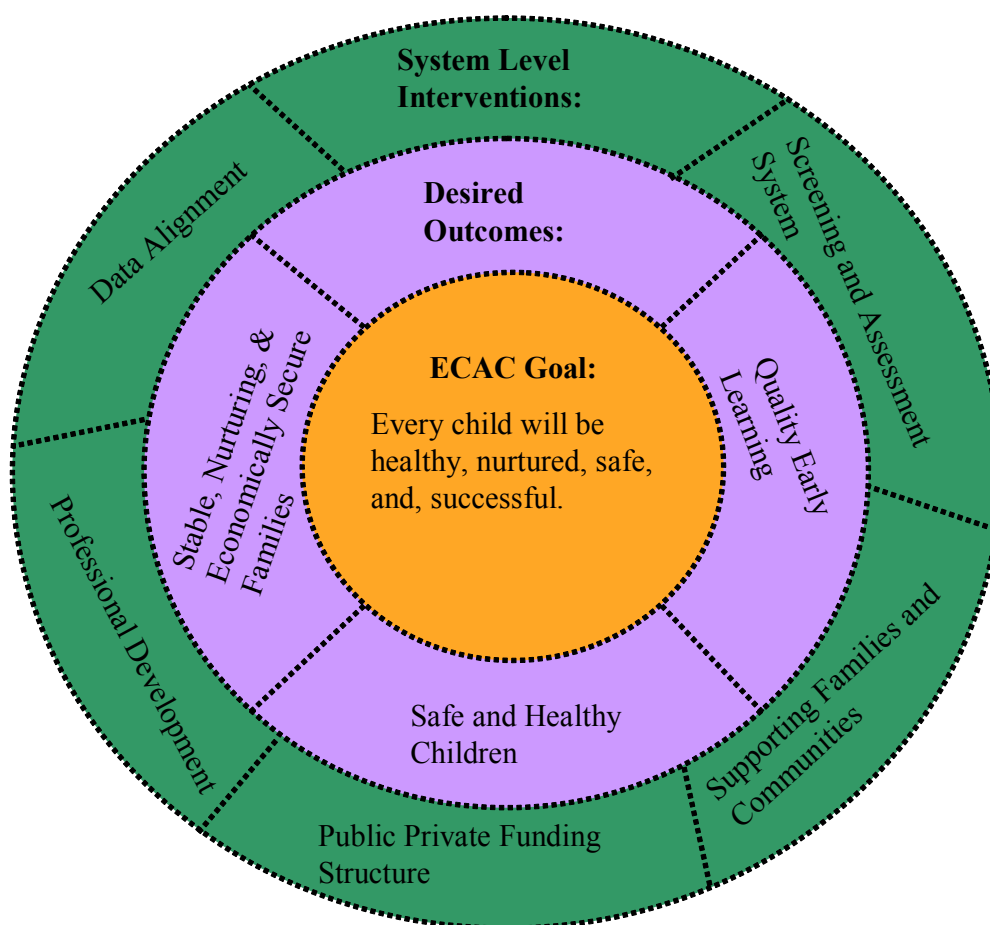 System Level
Interventions:
Screening and Assessment
System
Supporting Families and
Communities
Public Private Funding
Structure
Professional Development
Data Alignment
Desired
Outcomes:
Quality Early
Learning
Safe and Healthy
Children
Stable, Nurturing, &
Economically Secure
Families
ECAC Goal:
Every child will be
healthy, nurtured, safe,
and, successful.